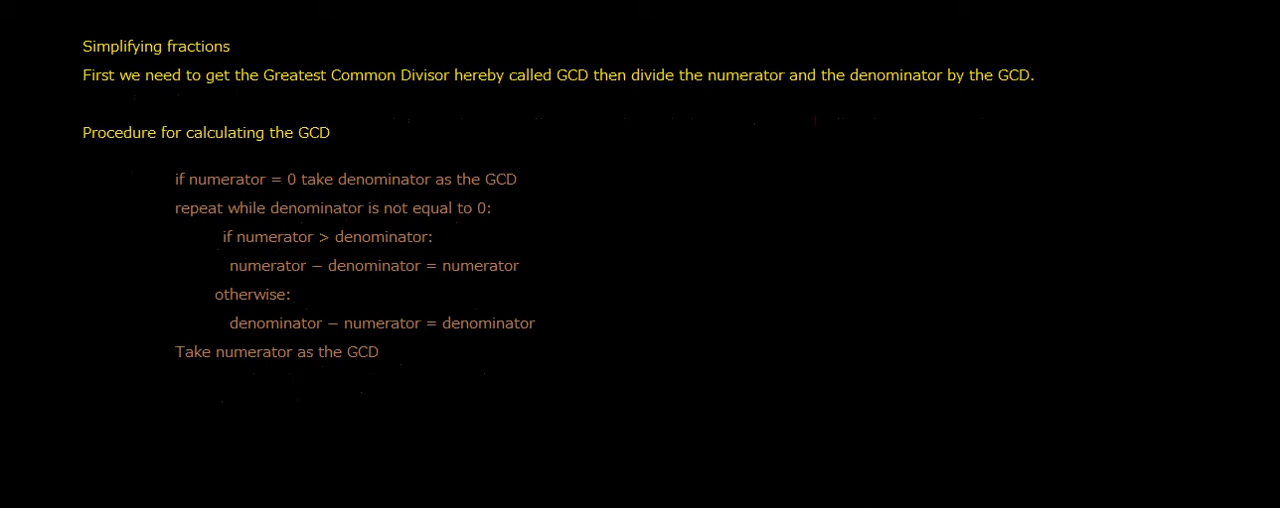 Simplifying fractions
First we need to get the Greatest Common Divisor hereby called GCD then divide the numerator and the denominator by the GCD.
Procedure for calculating the GCD
if numerator = 0 take denominator as the GCD
repeat while denominator is not equal to 0:
if numerator > denominator:
numerator − denominator = numerator
otherwise:
denominator − numerator = denominator
Take numerator as the GCD